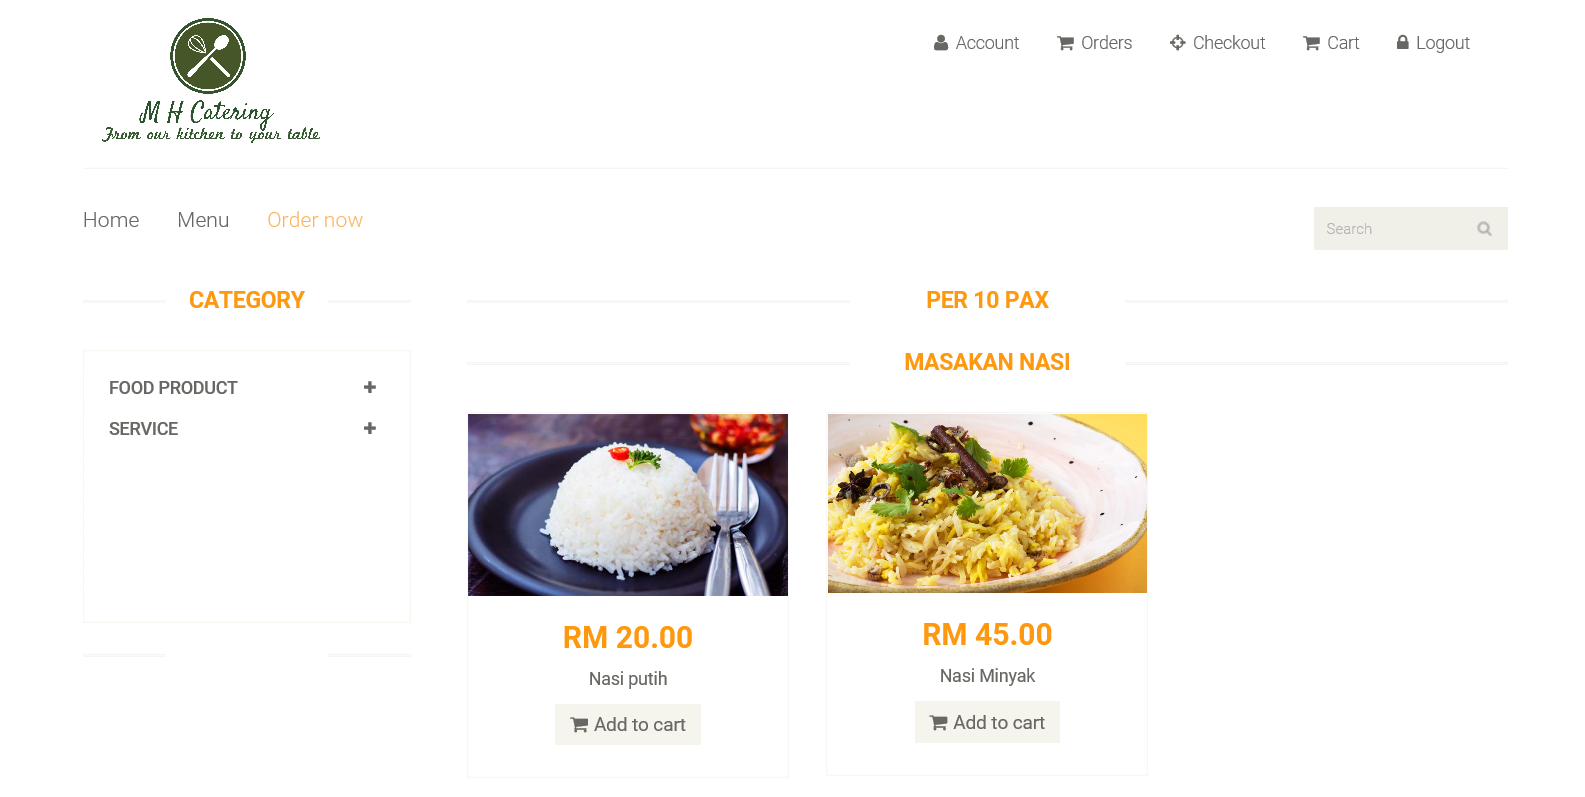 M H Catering
From our kitchen to your table
Account
Orders
Checkout
Cart
Logout
Home
Menu
Order now
Search
CATEGORY
FOOD PRODUCT
SERVICE
PER 10 PAX
MASAKAN NASI
RM 20.00
Nasi putih
Add to cart
RM 45.00
Nasi Minyak
Add to cart